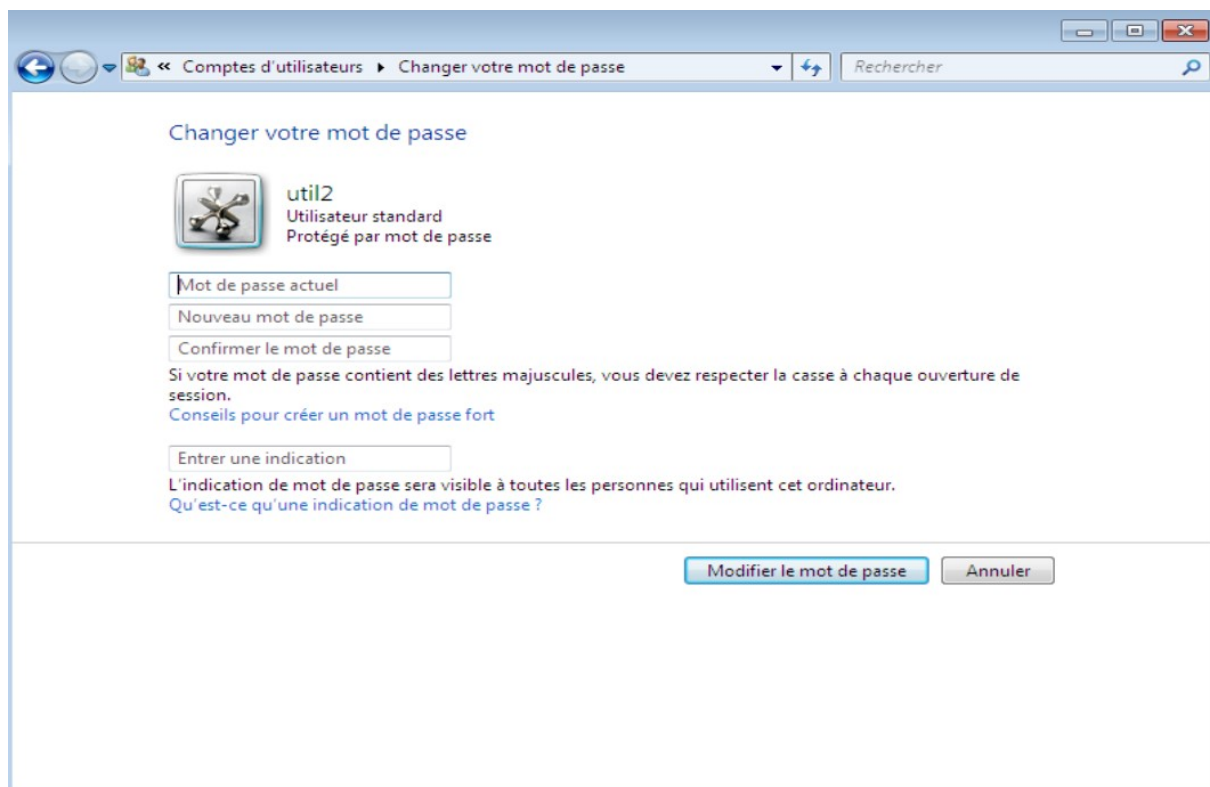 « Comptes d'utilisateurs ▸ Changer votre mot de passe
Rechercher
Changer votre mot de passe
util2
Utilisateur standard
Protégé par mot de passe
Mot de passe actuel
Nouveau mot de passe
Confirmer le mot de passe
Si votre mot de passe contient des lettres majuscules, vous devez respecter la casse à chaque ouverture de
session.
Conseils pour créer un mot de passe fort
Entrer une indication
L'indication de mot de passe sera visible à toutes les personnes qui utilisent cet ordinateur.
Qu'est-ce qu'une indication de mot de passe ?
Modifier le mot de passe
Annuler